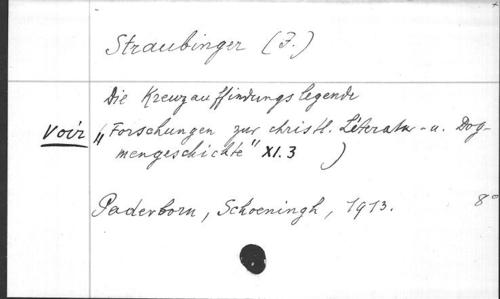 Straubinger (J.)
Die Kreuzauffindungslegende
Voir („Forschungen zur christl. Literatur- u. Dog-
mengeschichte" XI.3 )
Paderborn, Schoeningh, 1913. 8°